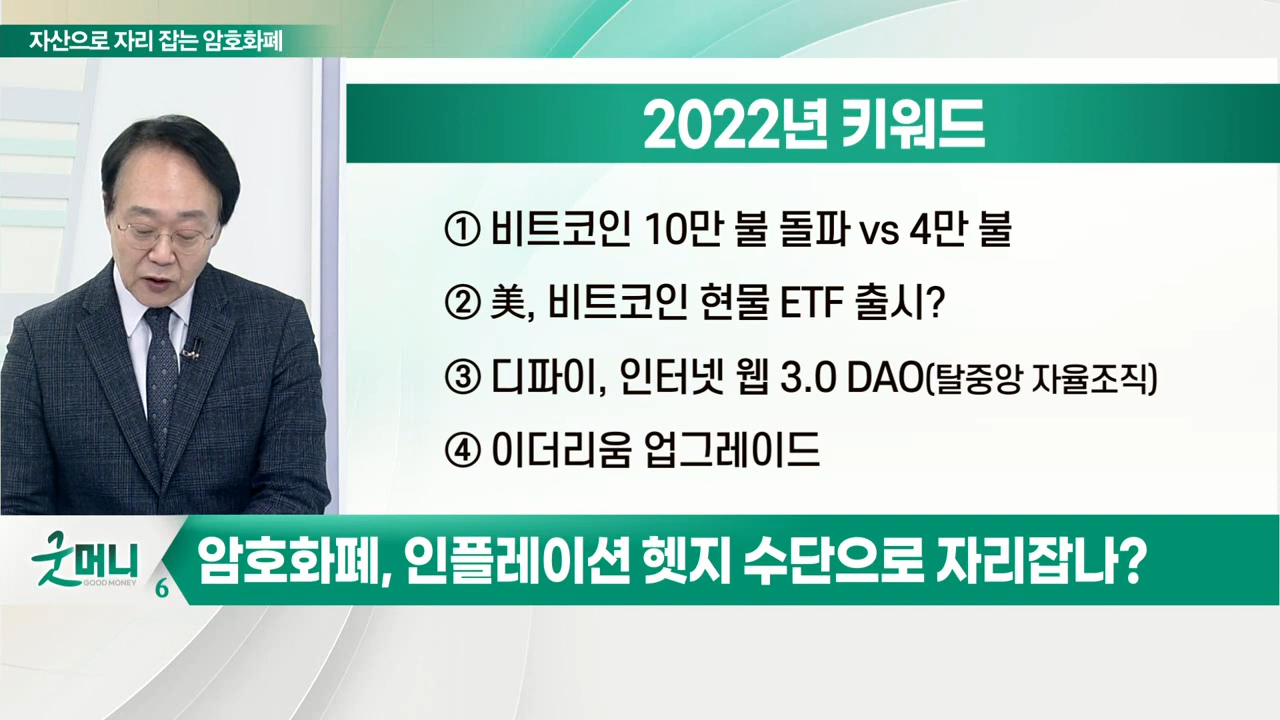 자산으로 자리 잡는 암호화폐
2022년 키워드
① 비트코인 10만 불 돌파 vs 4만 불
② 美, 비트코인 현물 ETF 출시?
③ 디파이, 인터넷 웹 3.0 DAO(탈중앙 자율조직)
④ 이더리움 업그레이드
굿머니
GOOD MONEY
6
암호화폐, 인플레이션 헷지 수단으로 자리잡나?